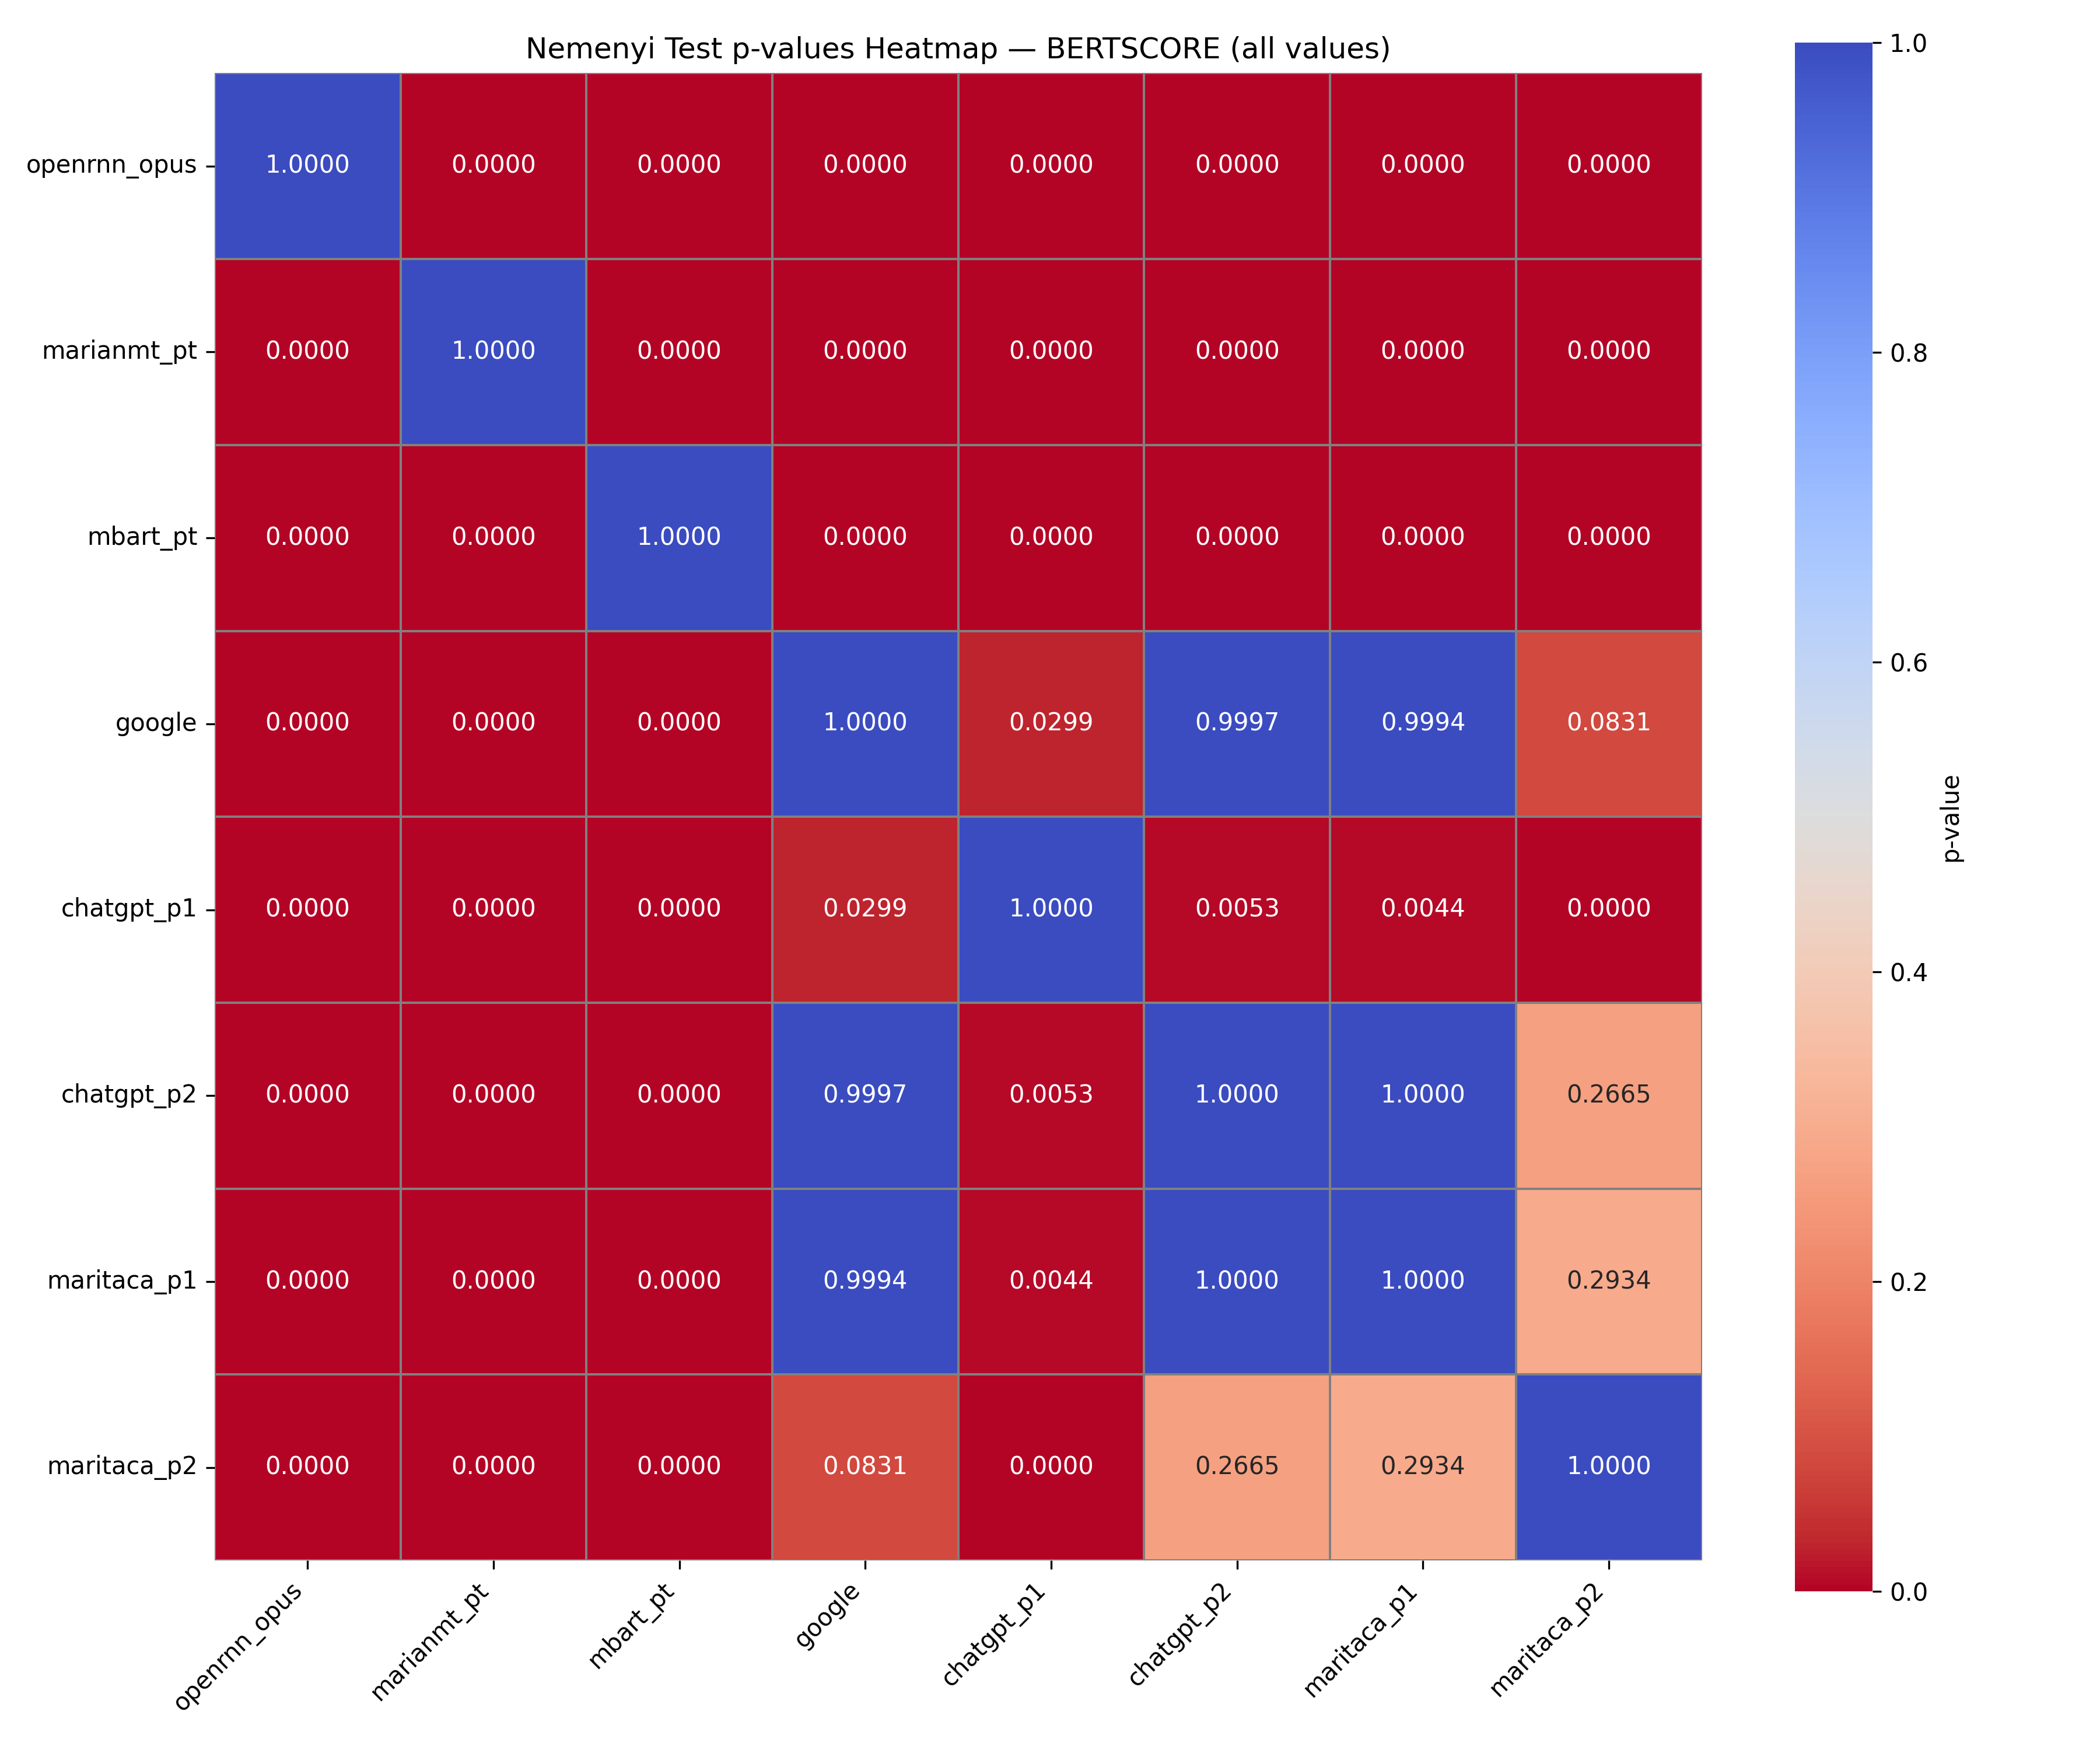 Nemenyi Test p-values Heatmap — BERTSCORE (all values)
openrnn_opus 1.0000 0.0000 0.0000 0.0000 0.0000 0.0000 0.0000 0.0000
marianmt_pt 0.0000 1.0000 0.0000 0.0000 0.0000 0.0000 0.0000 0.0000
mbart_pt 0.0000 0.0000 1.0000 0.0000 0.0000 0.0000 0.0000 0.0000
google 0.0000 0.0000 0.0000 1.0000 0.0299 0.9997 0.9994 0.0831
chatgpt_p1 0.0000 0.0000 0.0000 0.0299 1.0000 0.0053 0.0044 0.0000
chatgpt_p2 0.0000 0.0000 0.0000 0.9997 0.0053 1.0000 1.0000 0.2665
maritaca_p1 0.0000 0.0000 0.0000 0.9994 0.0044 1.0000 1.0000 0.2934
maritaca_p2 0.0000 0.0000 0.0000 0.0831 0.0000 0.2665 0.2934 1.0000
openrnn_opus marianmt_pt mbart_pt google chatgpt_p1 chatgpt_p2 maritaca_p1 maritaca_p2
1.0
0.8
0.6
0.4
0.2
0.0
p-value